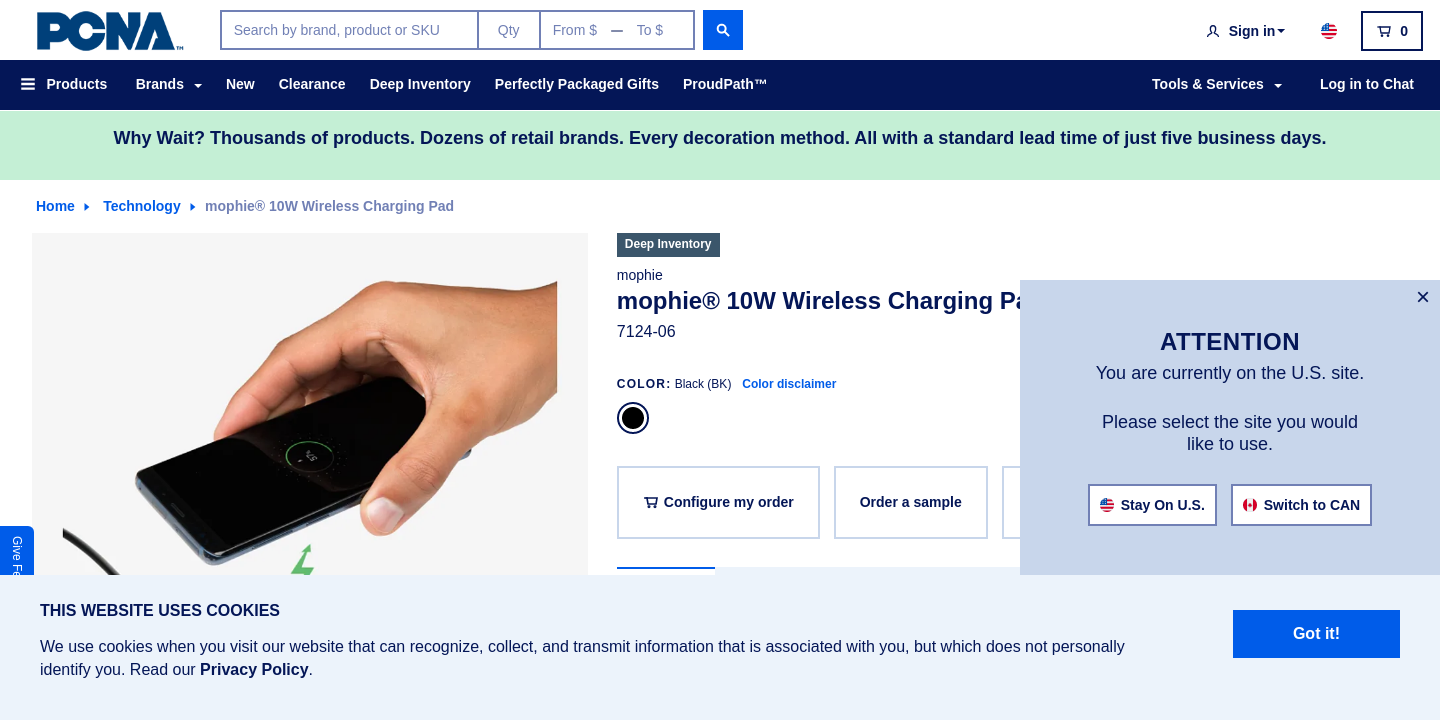 PCNA™
Search by brand, product or SKU
Qty
From $
To $
Sign in
0
Products
Brands
New
Clearance
Deep Inventory
Perfectly Packaged Gifts
ProudPath™
Tools & Services
Log in to Chat
Why Wait? Thousands of products. Dozens of retail brands. Every decoration method. All with a standard lead time of just five business days.
Home
Technology
mophie® 10W Wireless Charging Pad
Deep Inventory
mophie
mophie® 10W Wireless Charging
7124-06
COLOR: Black (BK) Color disclaimer
Configure my order
Order a sample
×
ATTENTION
You are currently on the U.S. site.
Please select the site you would
like to use.
Stay On U.S.
Switch to CAN
Give
THIS WEBSITE USES COOKIES
We use cookies when you visit our website that can recognize, collect, and transmit information that is associated with you, but which does not personally
identify you. Read our Privacy Policy.
Got it!